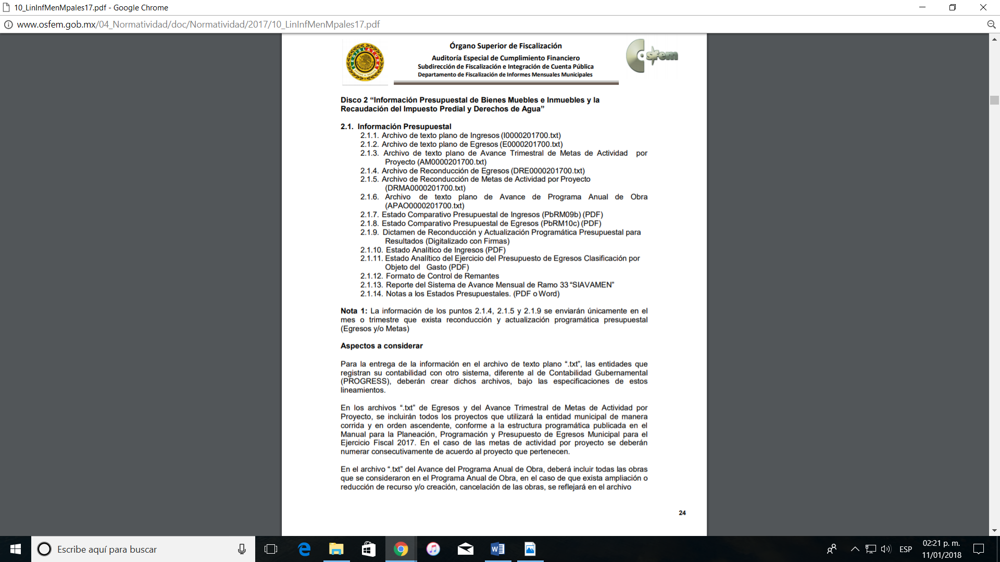 10_LinInfMenMpales17.pdf - Google Chrome
www.osfem.gob.mx/04_Normatividad/doc/Normatividad/2017/10_LinInfMenMpales17.pdf
Órgano Superior de Fiscalización
Auditoría Especial de Cumplimiento Financiero
Subdirección de Fiscalización e Integración de Cuenta Pública
Departamento de Fiscalización de Informes Mensuales Municipales
LEGISLATURA
ESTADO DE MEXICO
osfem
Disco 2 “Información Presupuestal de Bienes Muebles e Inmuebles y la
Recaudación del Impuesto Predial y Derechos de Agua”
2.1. Información Presupuestal
2.1.1. Archivo de texto plano de Ingresos (I0000201700.txt)
2.1.2. Archivo de texto plano de Egresos (E0000201700.txt)
2.1.3. Archivo de texto plano de Avance Trimestral de Metas de Actividad por
Proyecto (AM0000201700.txt)
2.1.4. Archivo de Reconducción de Egresos (DRE0000201700.txt)
2.1.5. Archivo de Reconducción de Metas de Actividad por Proyecto
(DRMA0000201700.txt)
2.1.6. Archivo de texto plano de Avance de Programa Anual de Obra
(APAO0000201700.txt)
2.1.7. Estado Comparativo Presupuestal de Ingresos (PbRM09b) (PDF)
2.1.8. Estado Comparativo Presupuestal de Egresos (PbRM10c) (PDF)
2.1.9. Dictamen de Reconducción y Actualización Programática Presupuestal para
Resultados (Digitalizado con Firmas)
2.1.10. Estado Analítico de Ingresos (PDF)
2.1.11. Estado Analítico del Ejercicio del Presupuesto de Egresos Clasificación por
Objeto del Gasto (PDF)
2.1.12. Formato de Control de Remantes
2.1.13. Reporte del Sistema de Avance Mensual de Ramo 33 “SIAVAMEN”
2.1.14. Notas a los Estados Presupuestales. (PDF o Word)
Nota 1: La información de los puntos 2.1.4, 2.1.5 y 2.1.9 se enviarán únicamente en el
mes o trimestre que exista reconducción y actualización programática presupuestal
(Egresos y/o Metas)
Aspectos a considerar
Para la entrega de la información en el archivo de texto plano “.txt”, las entidades que
registran su contabilidad con otro sistema, diferente al de Contabilidad Gubernamental
(PROGRESS), deberán crear dichos archivos, bajo las especificaciones de estos
lineamientos.
En los archivos “.txt” de Egresos y del Avance Trimestral de Metas de Actividad por
Proyecto, se incluirán todos los proyectos que utilizará la entidad municipal de manera
corrida y en orden ascendente, conforme a la estructura programática publicada en el
Manual para la Planeación, Programación y Presupuesto de Egresos Municipal para el
Ejercicio Fiscal 2017. En el caso de las metas de actividad por proyecto se deberán
numerar consecutivamente de acuerdo al proyecto que pertenecen.
En el archivo “.txt” del Avance del Programa Anual de Obra, deberá incluir todas las obras
que se consideraron en el Programa Anual de Obra, en el caso de que exista ampliación o
reducción de recurso y/o creación, cancelación de las obras, se reflejará en el archivo
24
Escribe aquí para buscar
ESP
02:21 p. m.
11/01/2018